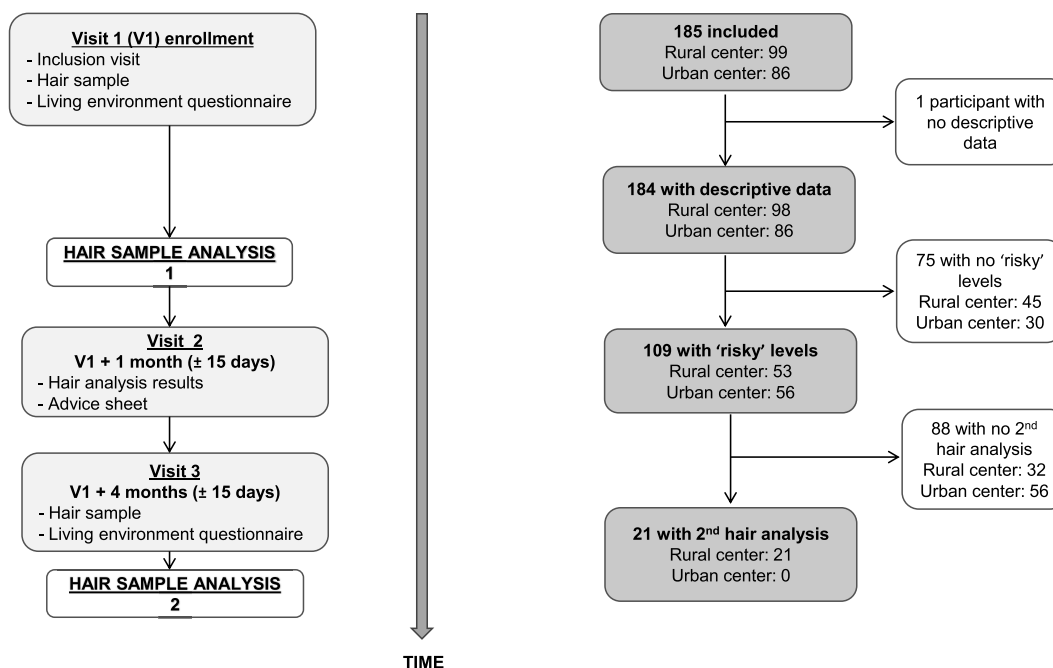 Visit 1 (V1) enrollment
- Inclusion visit
- Hair sample
- Living environment questionnaire
HAIR SAMPLE ANALYSIS
1
Visit 2
V1 + 1 month (± 15 days)
- Hair analysis results
- Advice sheet
Visit 3
V1 + 4 months (± 15 days)
- Hair sample
- Living environment questionnaire
HAIR SAMPLE ANALYSIS
2
TIME
185 included
Rural center: 99
Urban center: 86
1 participant with
no descriptive
data
184 with descriptive data
Rural center: 98
Urban center: 86
75 with no ‘risky’
levels
Rural center: 45
Urban center: 30
109 with ‘risky’ levels
Rural center: 53
Urban center: 56
88 with no 2nd
hair analysis
Rural center: 32
Urban center: 56
21 with 2nd hair analysis
Rural center: 21
Urban center: 0